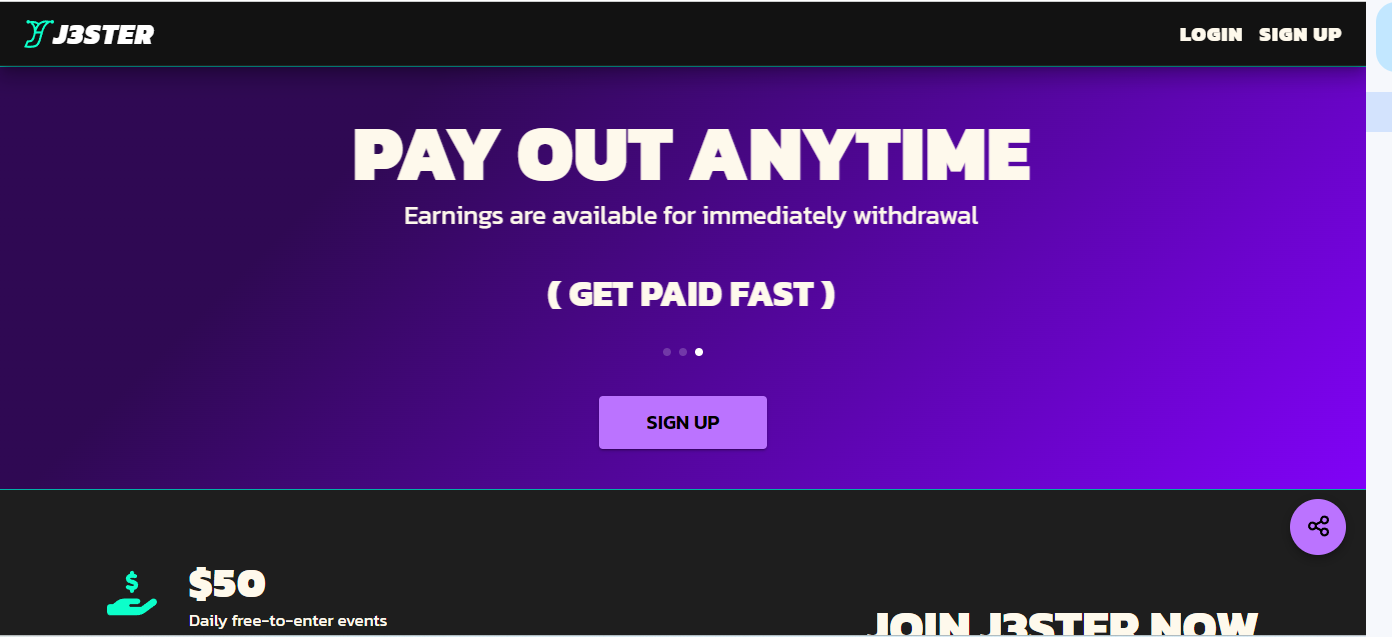 J3STER
LOGIN SIGN UP
PAY OUT ANYTIME
Earnings are available for immediately withdrawal
( GET PAID FAST )
SIGN UP
$50
Daily free-to-enter events
JOIN J3STER NOW